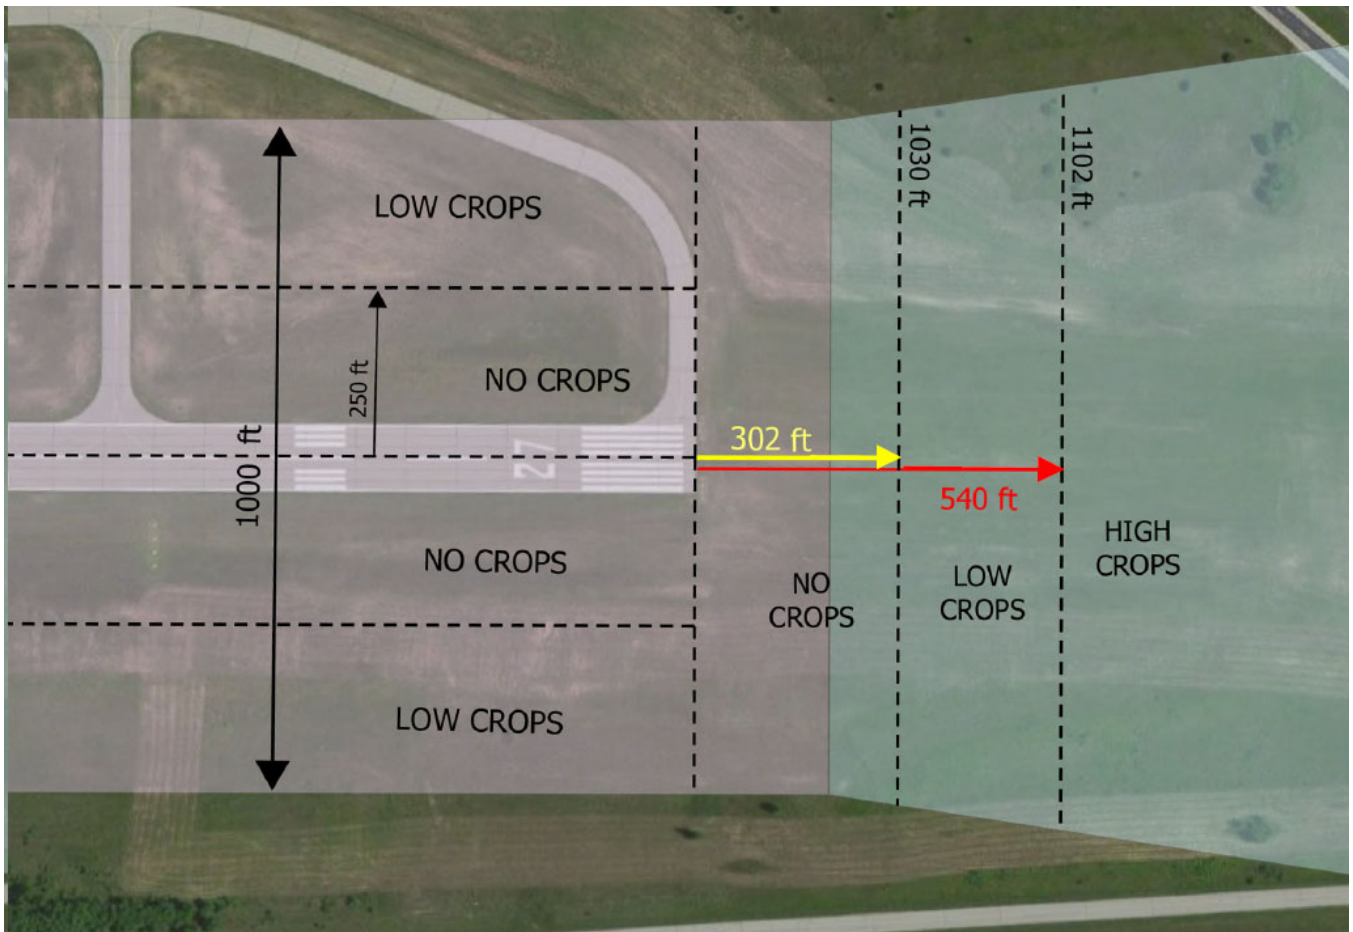 1030 ft
1102 ft
LOW CROPS
250 ft
NO CROPS
1000 ft
27
302 ft
540 ft
NO CROPS
NO
CROPS
LOW
CROPS
HIGH
CROPS
LOW CROPS